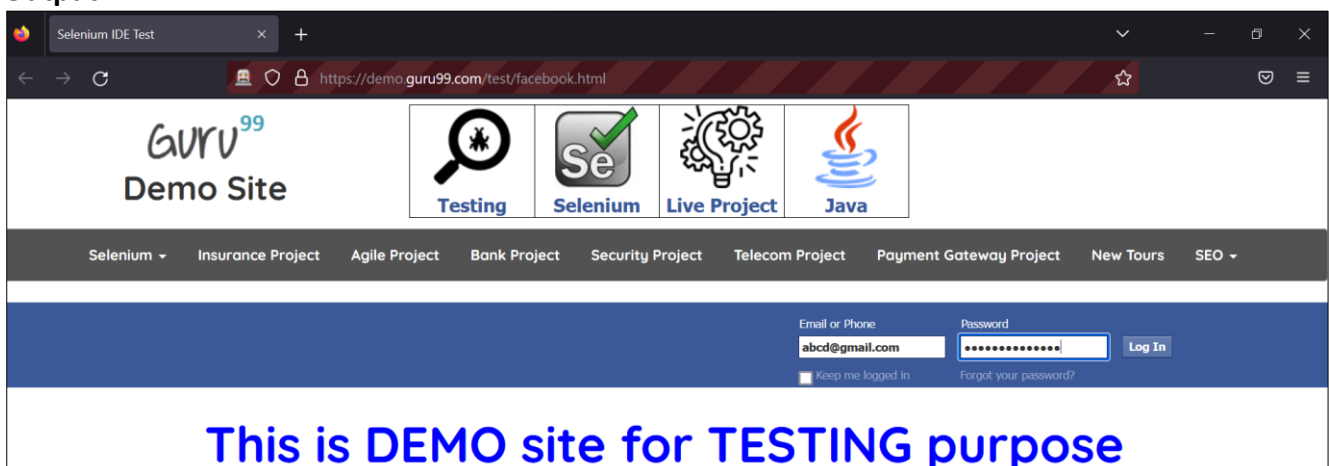 Selenium IDE Test
https://demo.guru99.com/test/facebook.html
Guru99
Demo Site
Testing
Selenium
Live Project
Java
Selenium
Insurance Project
Agile Project
Bank Project
Security Project
Telecom Project
Payment Gateway Project
New Tours
SEO
Email or Phone
Password
abcd@gmail.com
Log In
Keep me logged in
Forgot your password?
This is DEMO site for TESTING purpose